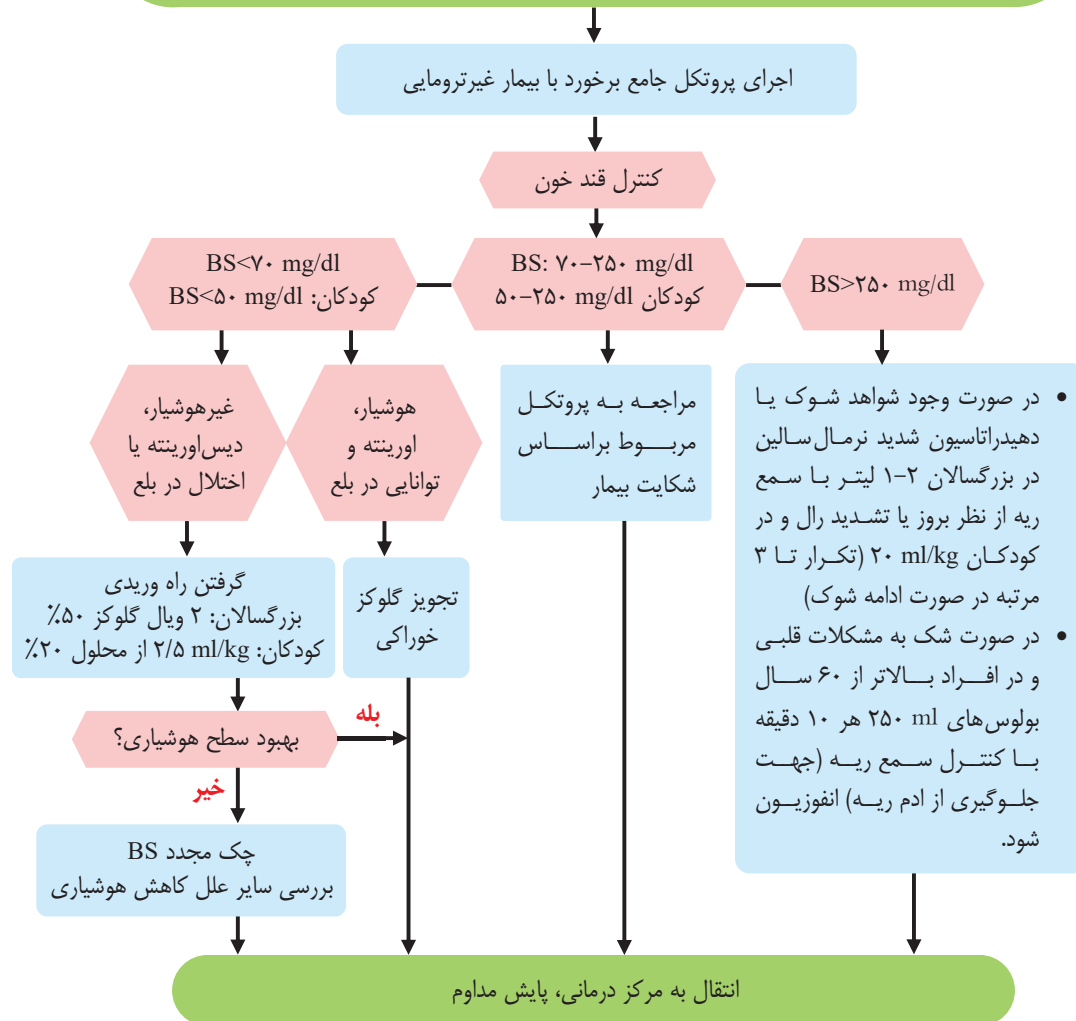 اجرای پروتکل جامع برخورد با بیمار غیرترومایی
کنترل قند خون
BS>۲۵۰ mg/dl
BS: ۷۰–۲۵۰ mg/dl
کودکان ۵۰–۲۵۰ mg/dl
BS<۷۰ mg/dl
کودکان: BS<۵۰ mg/dl
• در صورت وجود شواهد شوک یا
دهیدراتاسیون شدید نرمال‌سالین
در بزرگسالان ۲–۱ لیتر با سمع
ریه از نظر بروز یا تشدید رال و در
کودکان ۲۰ ml/kg (تکرار تا ۳
مرتبه در صورت ادامه شوک)
• در صورت شک به مشکلات قلبی
و در افراد بالاتر از ۶۰ سال
بولوس‌های ۲۵۰ ml هر ۱۰ دقیقه
با کنترل سمع ریه (جهت
جلوگیری از ادم ریه) انفوزیون
شود.
مراجعه به پروتکل
مربوط براساس
شکایت بیمار
هوشیار،
اورینته و
توانایی در بلع
غیرهوشیار،
دیس‌اورینته یا
اختلال در بلع
تجویز گلوکز
خوراکی
گرفتن راه وریدی
بزرگسالان: ۲ ویال گلوکز ۵۰٪
کودکان: ۲/۵ ml/kg از محلول ۲۰٪
بهبود سطح هوشیاری؟
بله
خیر
چک مجدد BS
بررسی سایر علل کاهش هوشیاری
انتقال به مرکز درمانی، پایش مداوم